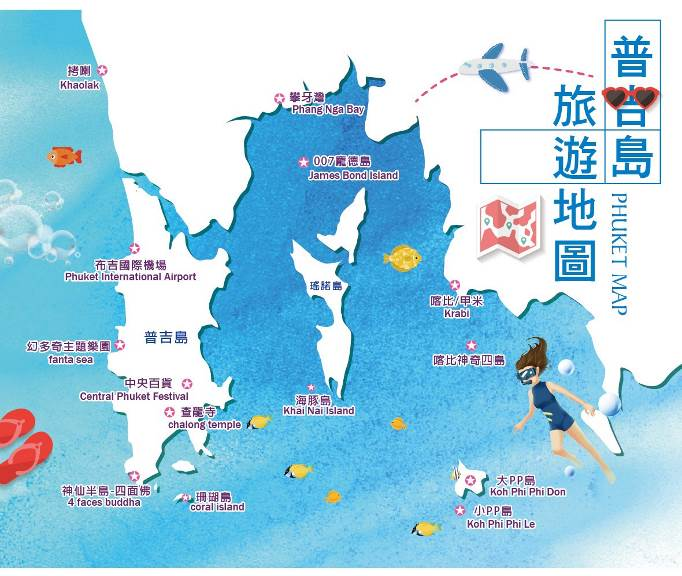 普吉島
旅遊地圖
PHUKET MAP
拷喇
Khaolak
攀牙灣
Phang Nga Bay
007龐德島
James Bond Island
布吉國際機場
Phuket International Airport
瑤諾島
喀比/甲米
Krabi
普吉島
幻多奇主題樂園
fanta sea
喀比神奇四島
中央百貨
Central Phuket Festival
查龍寺
chalong temple
海豚島
Khai Nai Island
神仙半島-四面佛
4 faces buddha
珊瑚島
coral island
大PP島
Koh Phi Phi Don
小PP島
Koh Phi Phi Le